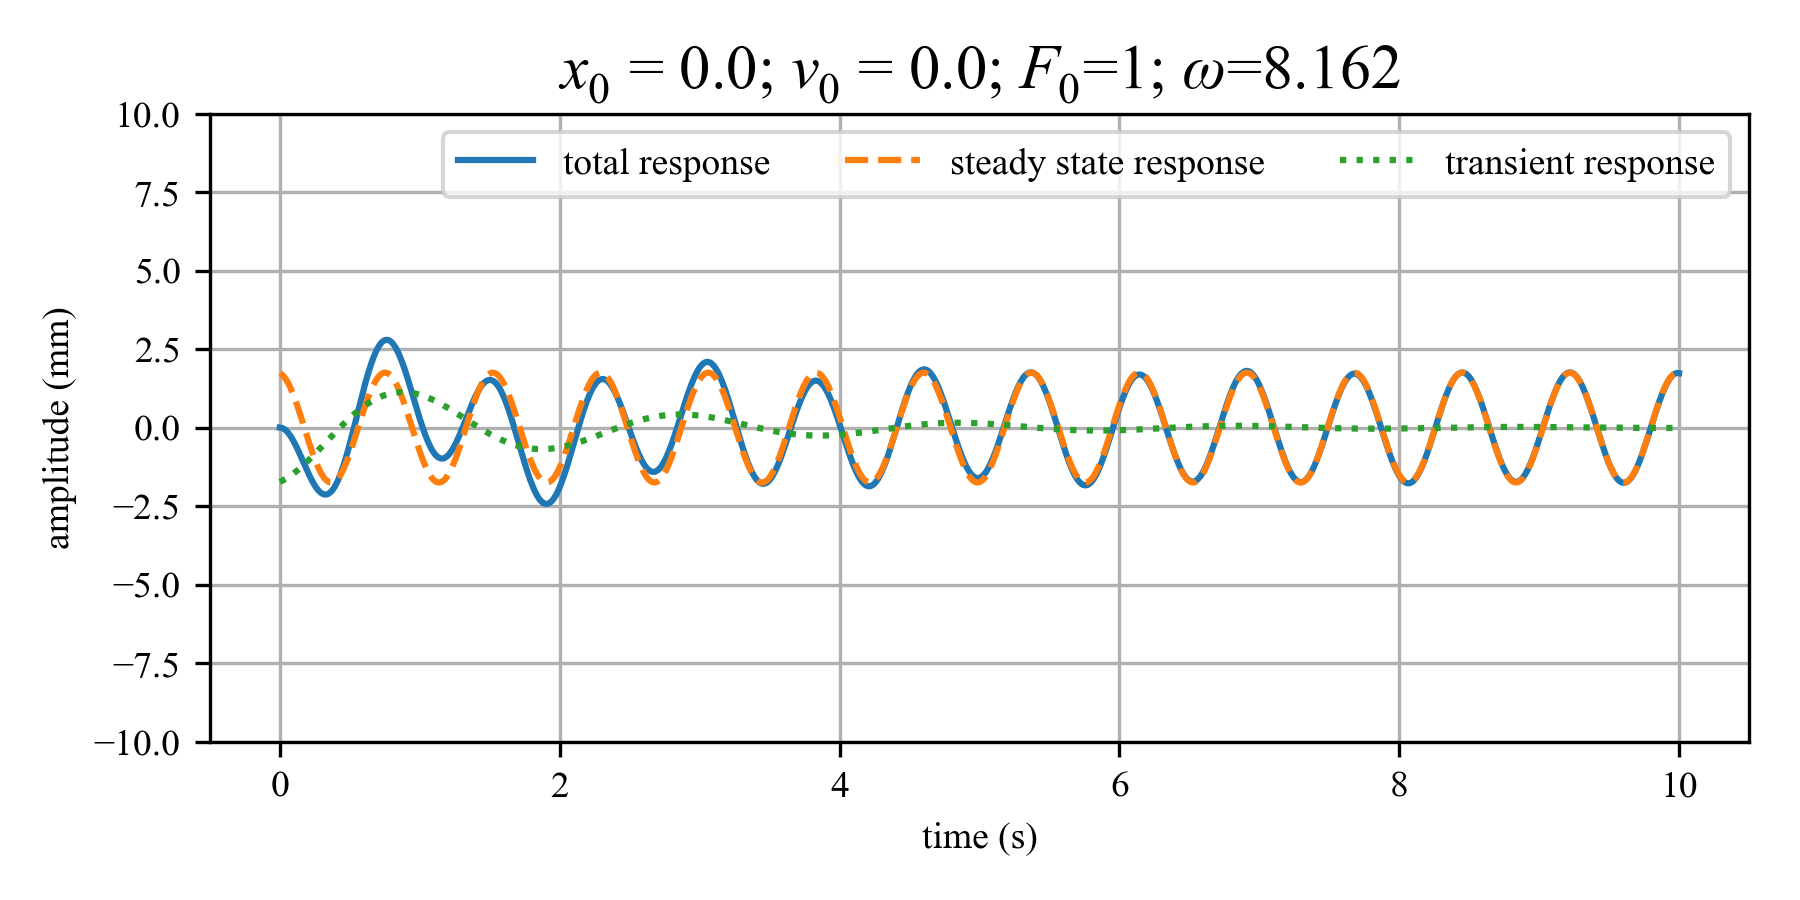 x₀ = 0.0; v₀ = 0.0; F₀=1; ω=8.162
total response
steady state response
transient response
10.0
7.5
5.0
2.5
0.0
−2.5
−5.0
−7.5
−10.0
amplitude (mm)
0 2 4 6 8 10
time (s)